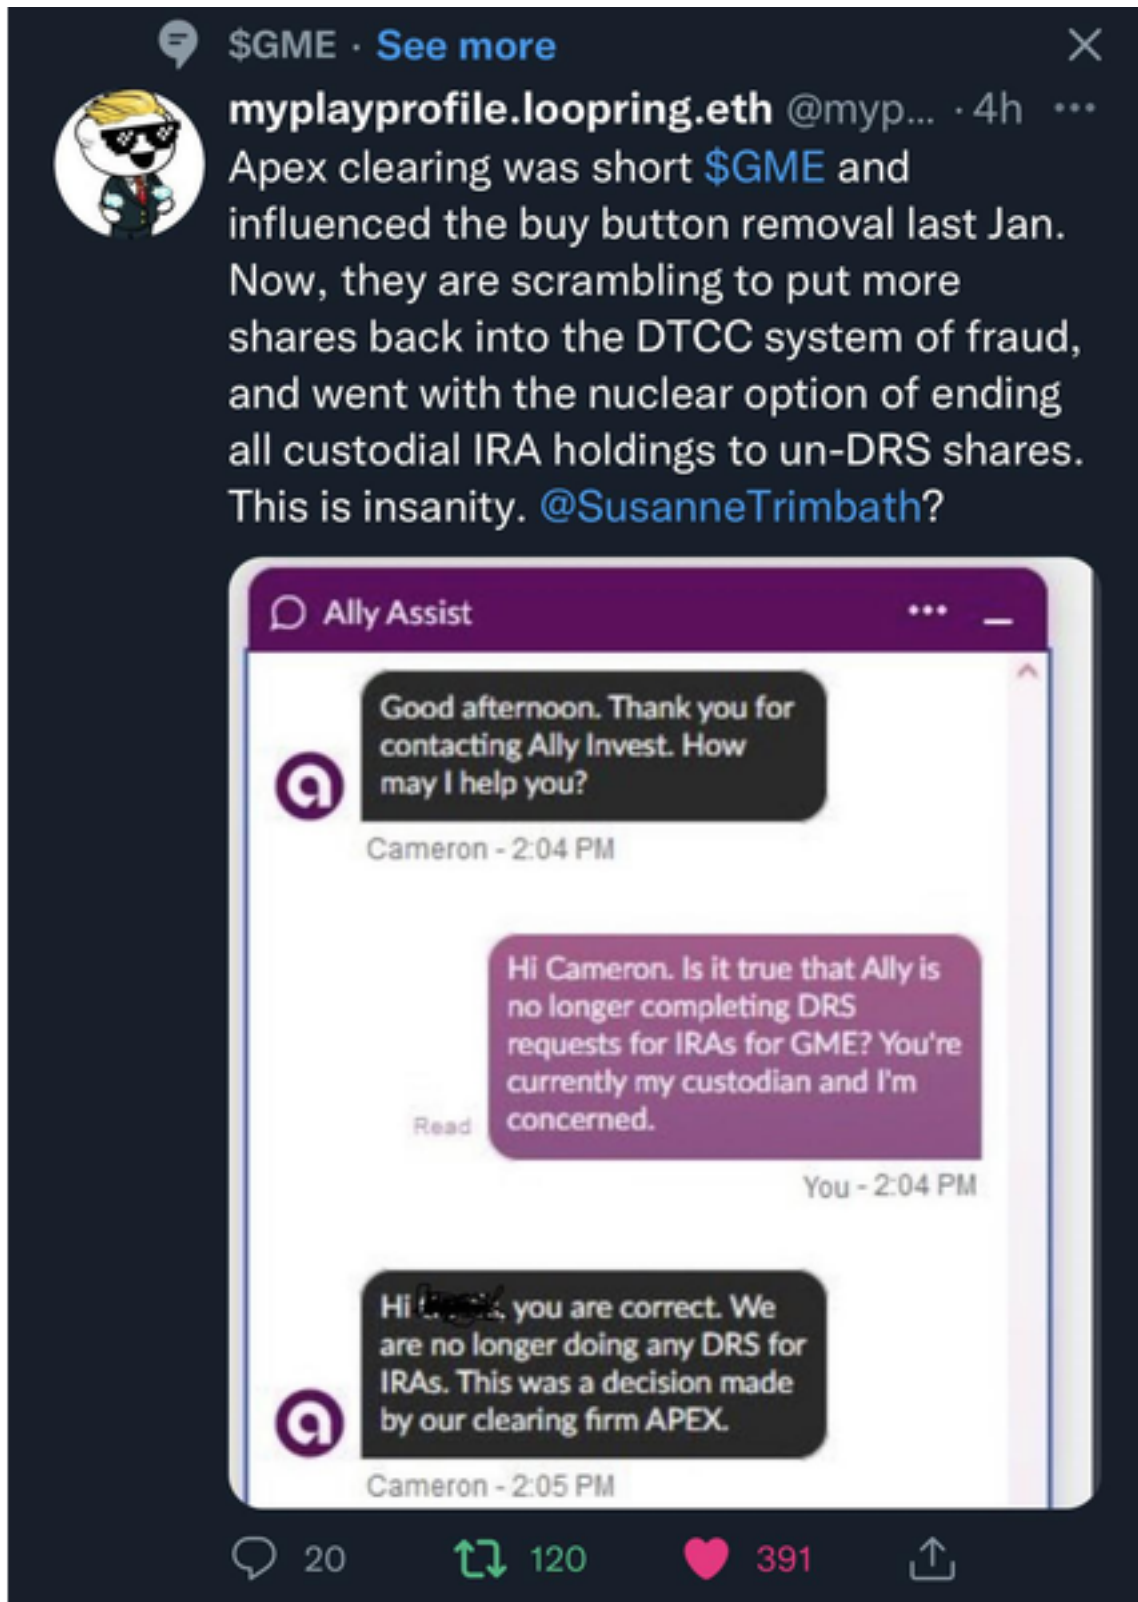 $GME · See more
myplayprofile.loopring.eth @myp... · 4h
Apex clearing was short $GME and
influenced the buy button removal last Jan.
Now, they are scrambling to put more
shares back into the DTCC system of fraud,
and went with the nuclear option of ending
all custodial IRA holdings to un-DRS shares.
This is insanity. @SusanneTrimbath?
Ally Assist
Good afternoon. Thank you for
contacting Ally Invest. How
may I help you?
Cameron - 2:04 PM
Hi Cameron. Is it true that Ally is
no longer completing DRS
requests for IRAs for GME? You're
currently my custodian and I'm
concerned.
Read
You - 2:04 PM
Hi , you are correct. We
are no longer doing any DRS for
IRAs. This was a decision made
by our clearing firm APEX.
Cameron - 2:05 PM
20 120 391